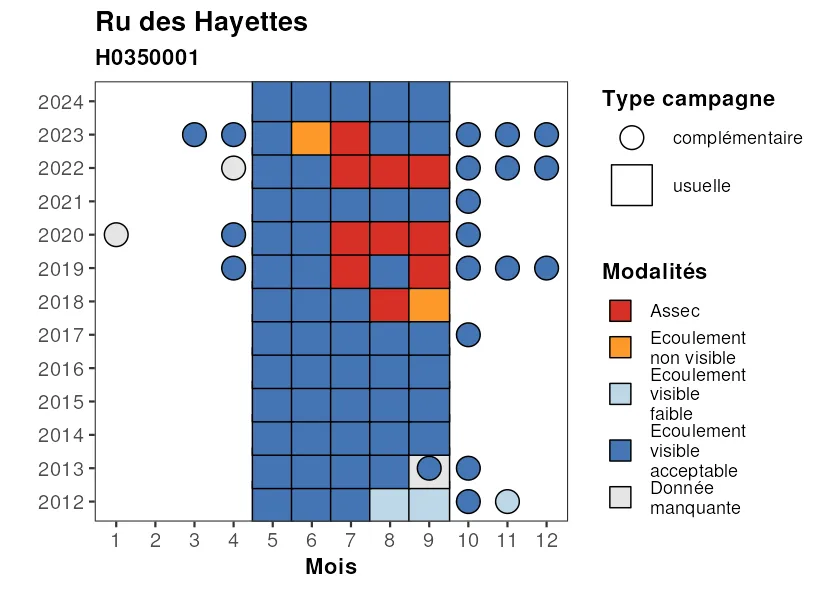 Ru des Hayettes
H0350001
2024
2023
2022
2021
2020
2019
2018
2017
2016
2015
2014
2013
2012
1 2 3 4 5 6 7 8 9 10 11 12
Mois
Type campagne
complémentaire
usuelle
Modalités
Assec
Ecoulement
non visible
Ecoulement
visible
faible
Ecoulement
visible
acceptable
Donnée
manquante